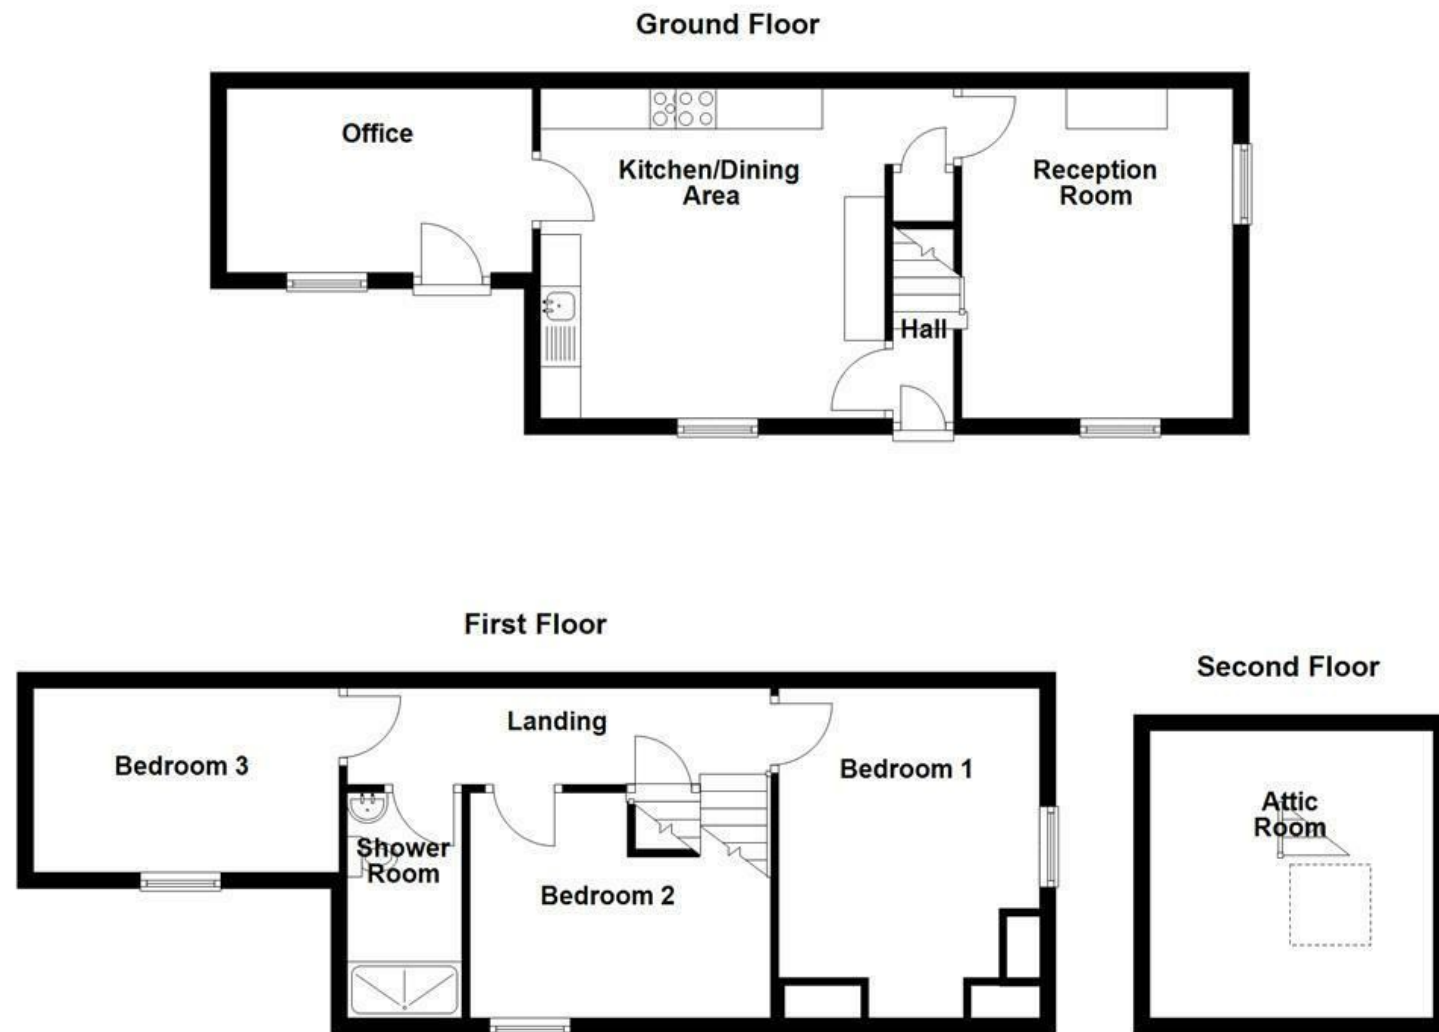 Ground Floor
Office
Kitchen/Dining
Area
Reception
Room
Hall
First Floor
Second Floor
Landing
Bedroom 3
Bedroom 1
Shower
Room
Bedroom 2
Attic
Room